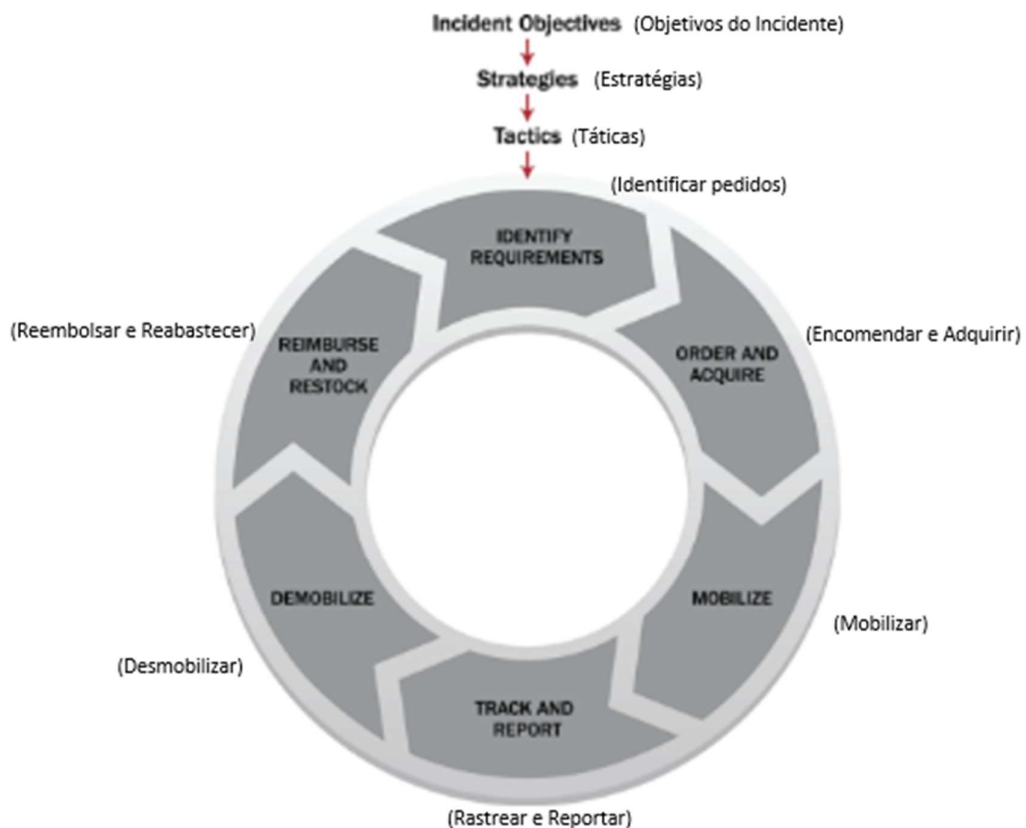 Incident Objectives (Objetivos do Incidente)
Strategies (Estratégias)
Tactics (Táticas)
(Identificar pedidos)
IDENTIFY
REQUIREMENTS
(Encomendar e Adquirir)
ORDER AND
ACQUIRE
MOBILIZE
(Mobilizar)
TRACK AND
REPORT
(Rastrear e Reportar)
DEMOBILIZE
(Desmobilizar)
(Reembolsar e Reabastecer)
REIMBURSE
AND
RESTOCK